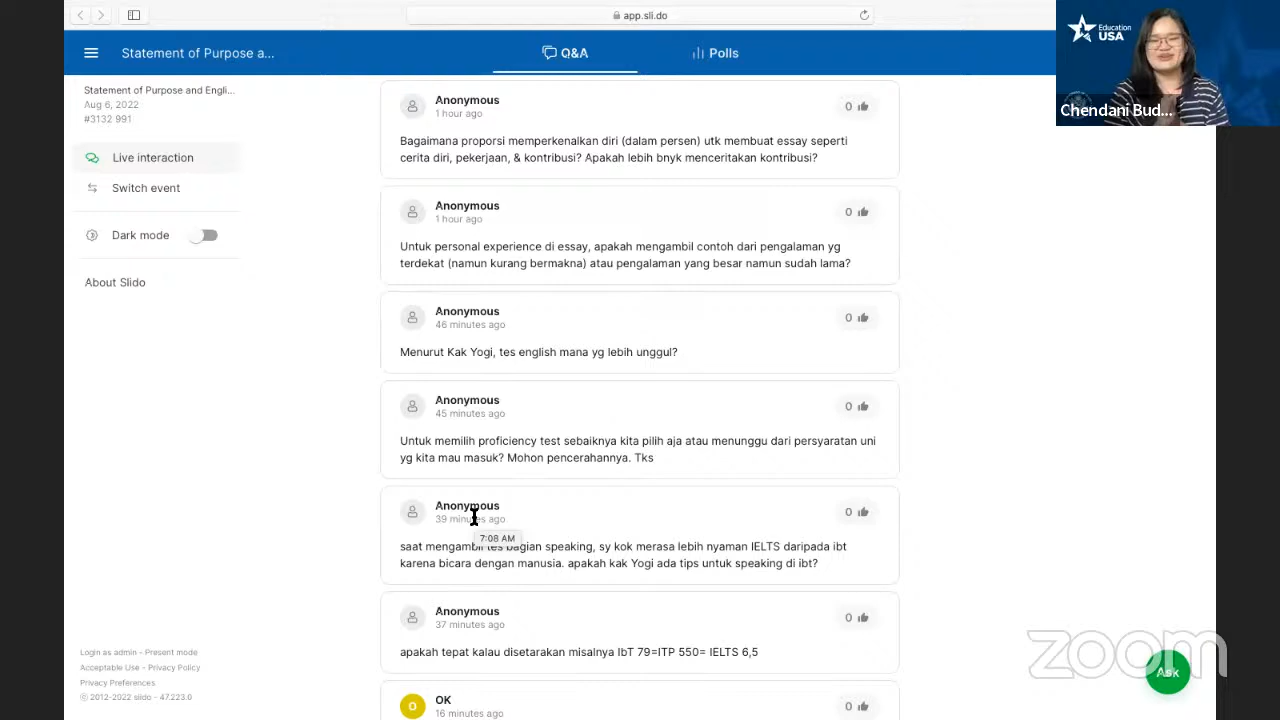 app.sli.do
Education
USA
Chendani Bud...
Statement of Purpose a...
Q&A
Polls
Statement of Purpose and Engli...
Aug 6, 2022
#3132 991
Live interaction
Switch event
Dark mode
About Slido
Anonymous
1 hour ago
0
Bagaimana proporsi memperkenalkan diri (dalam persen) utk membuat essay seperti
cerita diri, pekerjaan, & kontribusi? Apakah lebih bnyk menceritakan kontribusi?
Anonymous
1 hour ago
0
Untuk personal experience di essay, apakah mengambil contoh dari pengalaman yg
terdekat (namun kurang bermakna) atau pengalaman yang besar namun sudah lama?
Anonymous
46 minutes ago
0
Menurut Kak Yogi, tes english mana yg lebih unggul?
Anonymous
45 minutes ago
0
Untuk memilih proficiency test sebaiknya kita pilih aja atau menunggu dari persyaratan uni
yg kita mau masuk? Mohon pencerahannya. Tks
Anonymous
39 minutes ago
0
7:08 AM
saat mengambil tes bagian speaking, sy kok merasa lebih nyaman IELTS daripada ibt
karena bicara dengan manusia. apakah kak Yogi ada tips untuk speaking di ibt?
Anonymous
37 minutes ago
0
apakah tepat kalau disetarakan misalnya IbT 79=ITP 550= IELTS 6,5
O
OK
16 minutes ago
0
Login as admin - Present mode
Acceptable Use - Privacy Policy
Privacy Preferences
© 2012-2022 slido - 47.223.0
zoom
Ask